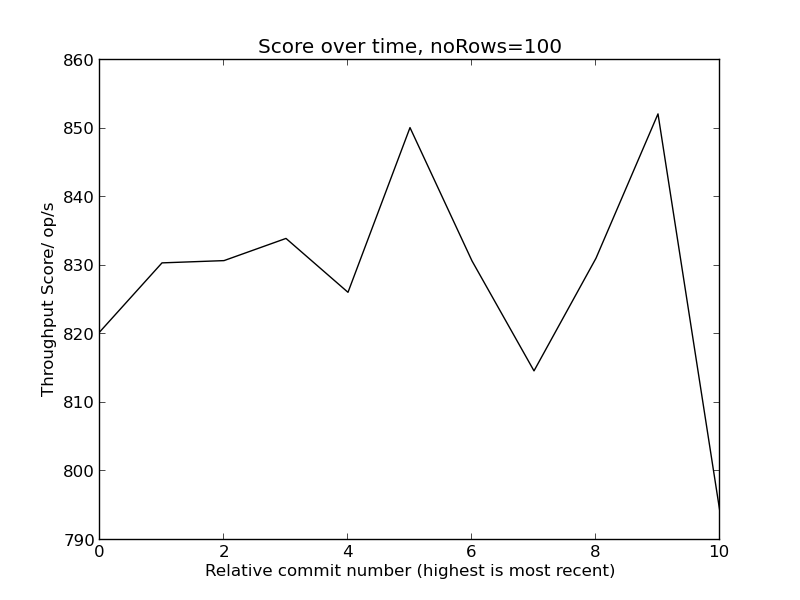 Score over time, noRows=100
860
850
840
830
820
810
800
790
Throughput Score/ op/s
0 2 4 6 8 10
Relative commit number (highest is most recent)